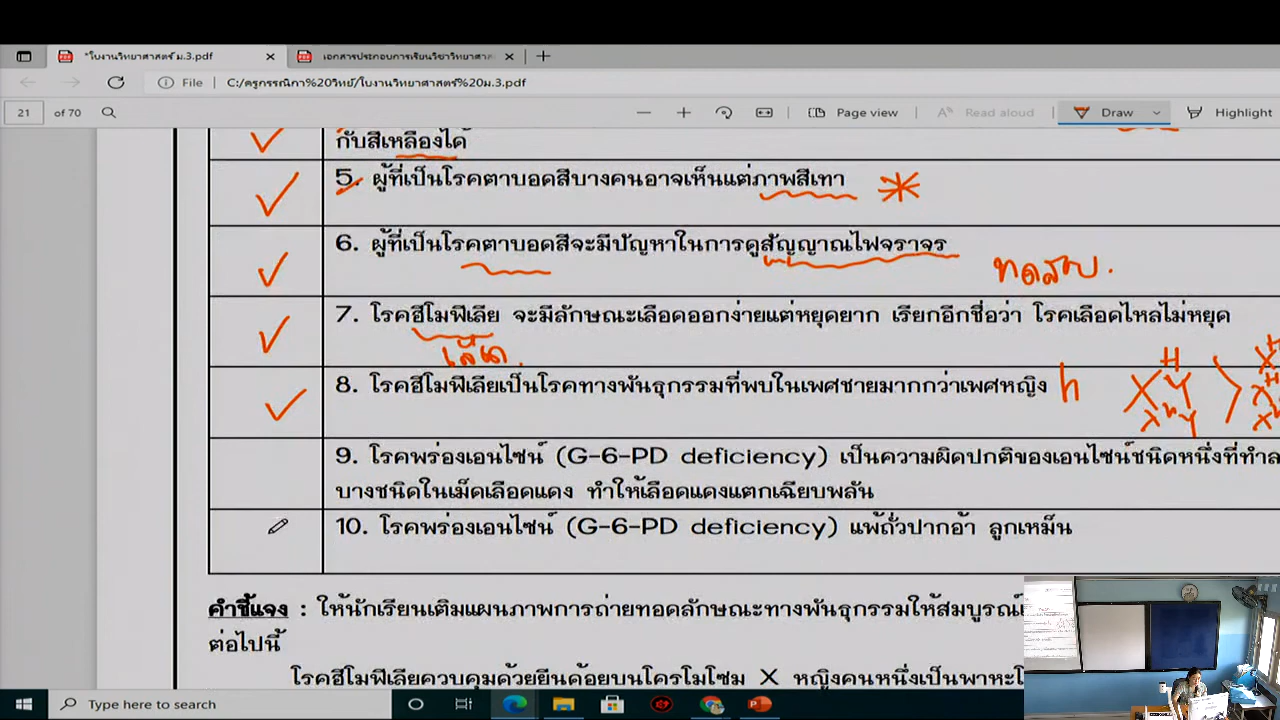 *ใบงานวิทยาศาสตร์ ม.3.pdf
เอกสารประกอบการเรียนวิชาวิทยาศาส
File
C:/ครูกรรณิกา%20วิทย์/ใบงานวิทยาศาสตร์%20ม.3.pdf
21 of 70
Page view
Read aloud
Draw
Highlight
กับสีเหลืองได้
5. ผู้ที่เป็นโรคตาบอดสีบางคนอาจเห็นแต่ภาพสีเทา
6. ผู้ที่เป็นโรคตาบอดสีจะมีปัญหาในการดูสัญญาณไฟจราจร
ทดสอบ.
7. โรคฮีโมฟีเลีย จะมีลักษณะเลือดออกง่ายแต่หยุดยาก เรียกอีกชื่อว่า โรคเลือดไหลไม่หยุด
8. โรคฮีโมฟีเลียเป็นโรคทางพันธุกรรมที่พบในเพศชายมากกว่าเพศหญิง h
9. โรคพร่องเอนไซน์ (G-6-PD deficiency) เป็นความผิดปกติของเอนไซน์ชนิดหนึ่งที่ทำล
บางชนิดในเม็ดเลือดแดง ทำให้เลือดแดงแตกเฉียบพลัน
10. โรคพร่องเอนไซน์ (G-6-PD deficiency) แพ้ถั่วปากอ้า ลูกเหม็น
คำชี้แจง : ให้นักเรียนเติมแผนภาพการถ่ายทอดลักษณะทางพันธุกรรมให้สมบูรณ์
ต่อไปนี้
โรคฮีโมฟีเลียควบคุมด้วยยีนด้อยบนโครโมโซม X หญิงคนหนึ่งเป็นพาหะโ
Type here to search